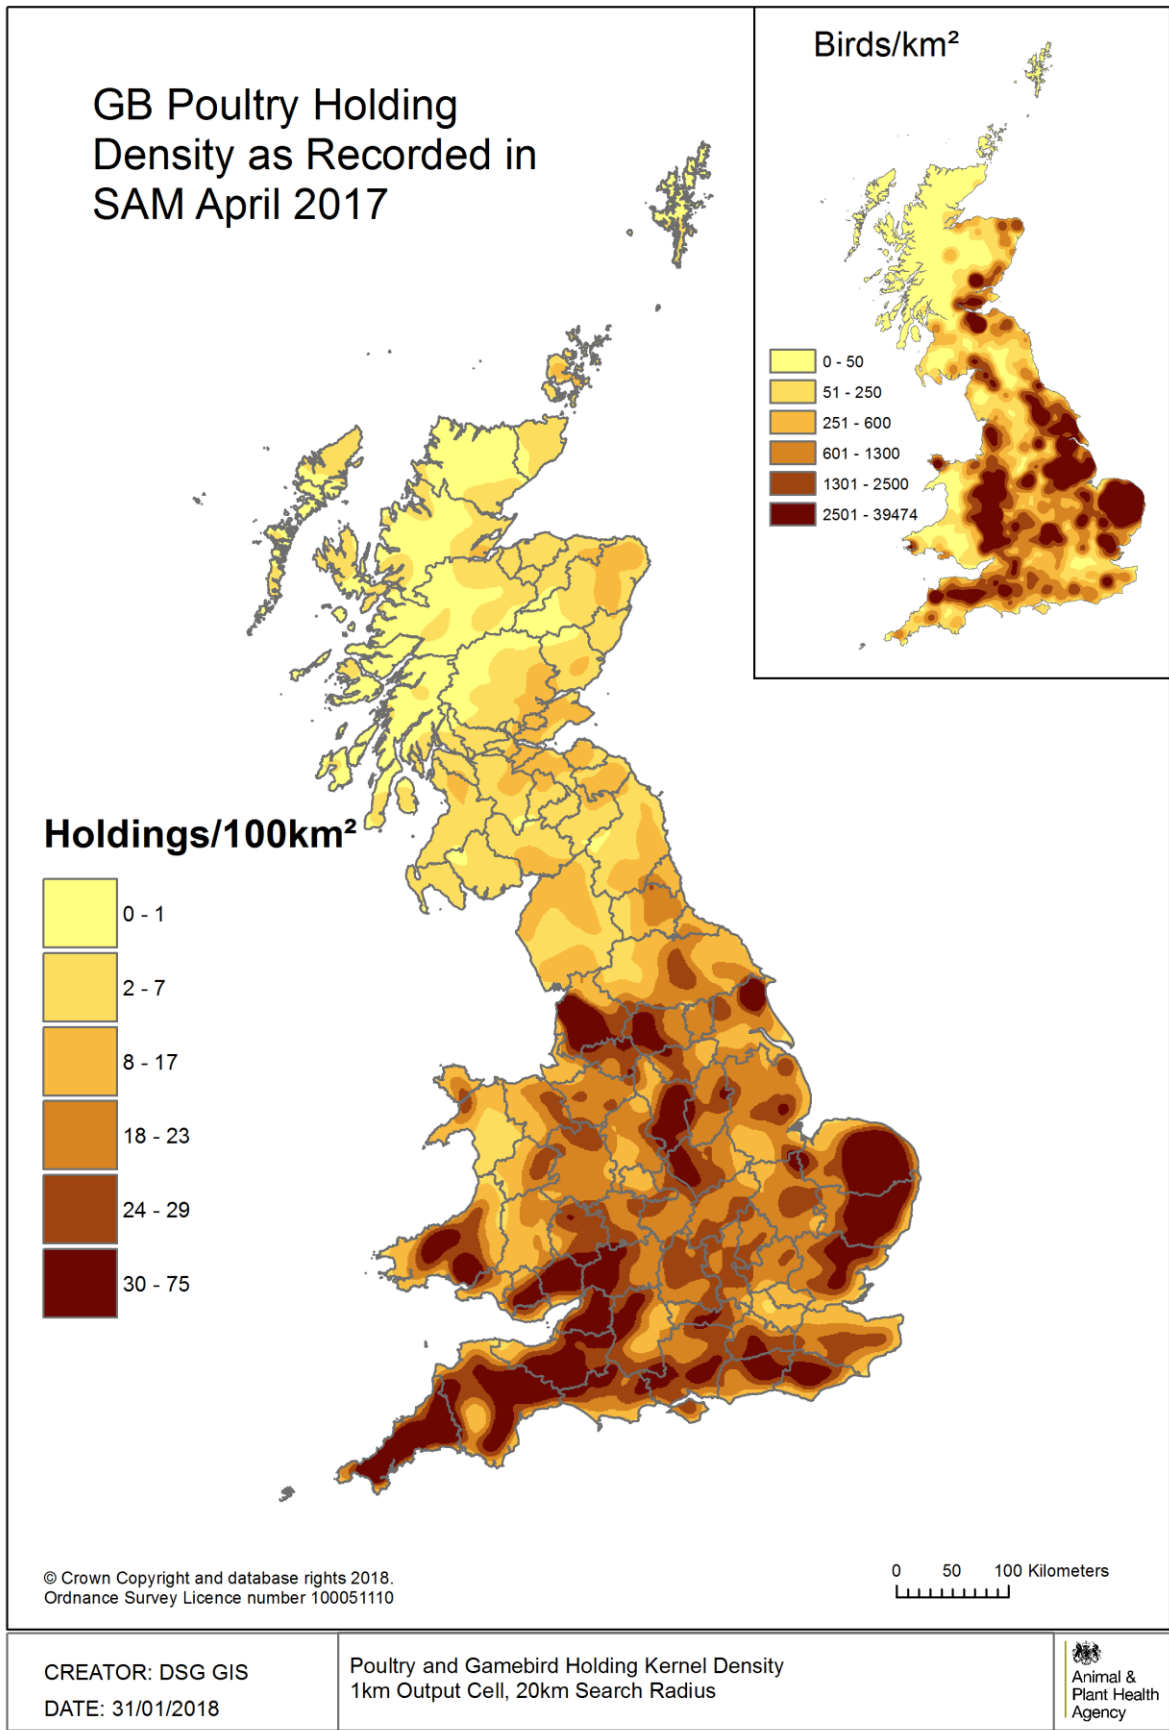 GB Poultry Holding
Density as Recorded in
SAM April 2017
Birds/km²
0 - 50
51 - 250
251 - 600
601 - 1300
1301 - 2500
2501 - 39474
Holdings/100km²
0 - 1
2 - 7
8 - 17
18 - 23
24 - 29
30 - 75
© Crown Copyright and database rights 2018.
Ordnance Survey Licence number 100051110
0 50 100 Kilometers
CREATOR: DSG GIS
DATE: 31/01/2018
Poultry and Gamebird Holding Kernel Density
1km Output Cell, 20km Search Radius
Animal &
Plant Health
Agency